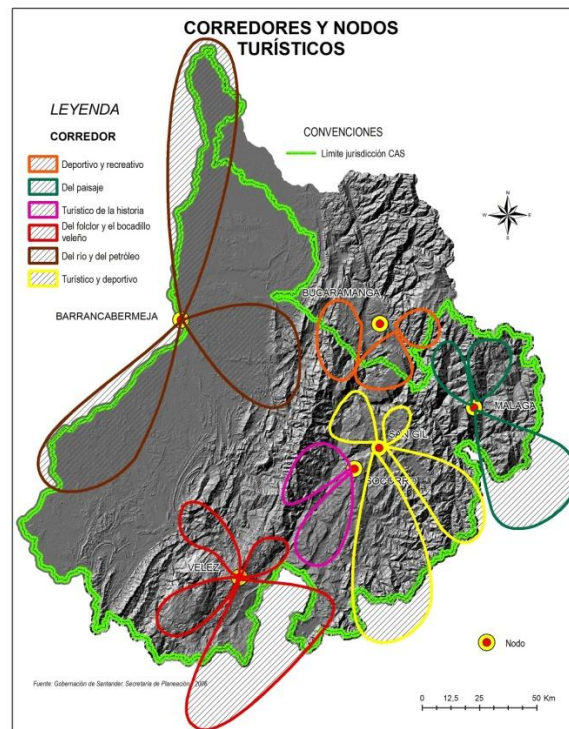 CORREDORES Y NODOS
TURÍSTICOS
LEYENDA
CORREDOR
Deportivo y recreativo
Del paisaje
Turístico de la historia
Del folclor y el bocadillo
veleño
Del río y del petróleo
Turístico y deportivo
CONVENCIONES
Límite jurisdicción CAS
N
W
E
S
BUCARAMANGA
BARRANCABERMEJA
MALAGA
SAN GIL
SOCORRO
VELEZ
Nodo
Fuente: Gobernación de Santander, Secretaría de Planeación, 2006
0 12,5 25 50 Km